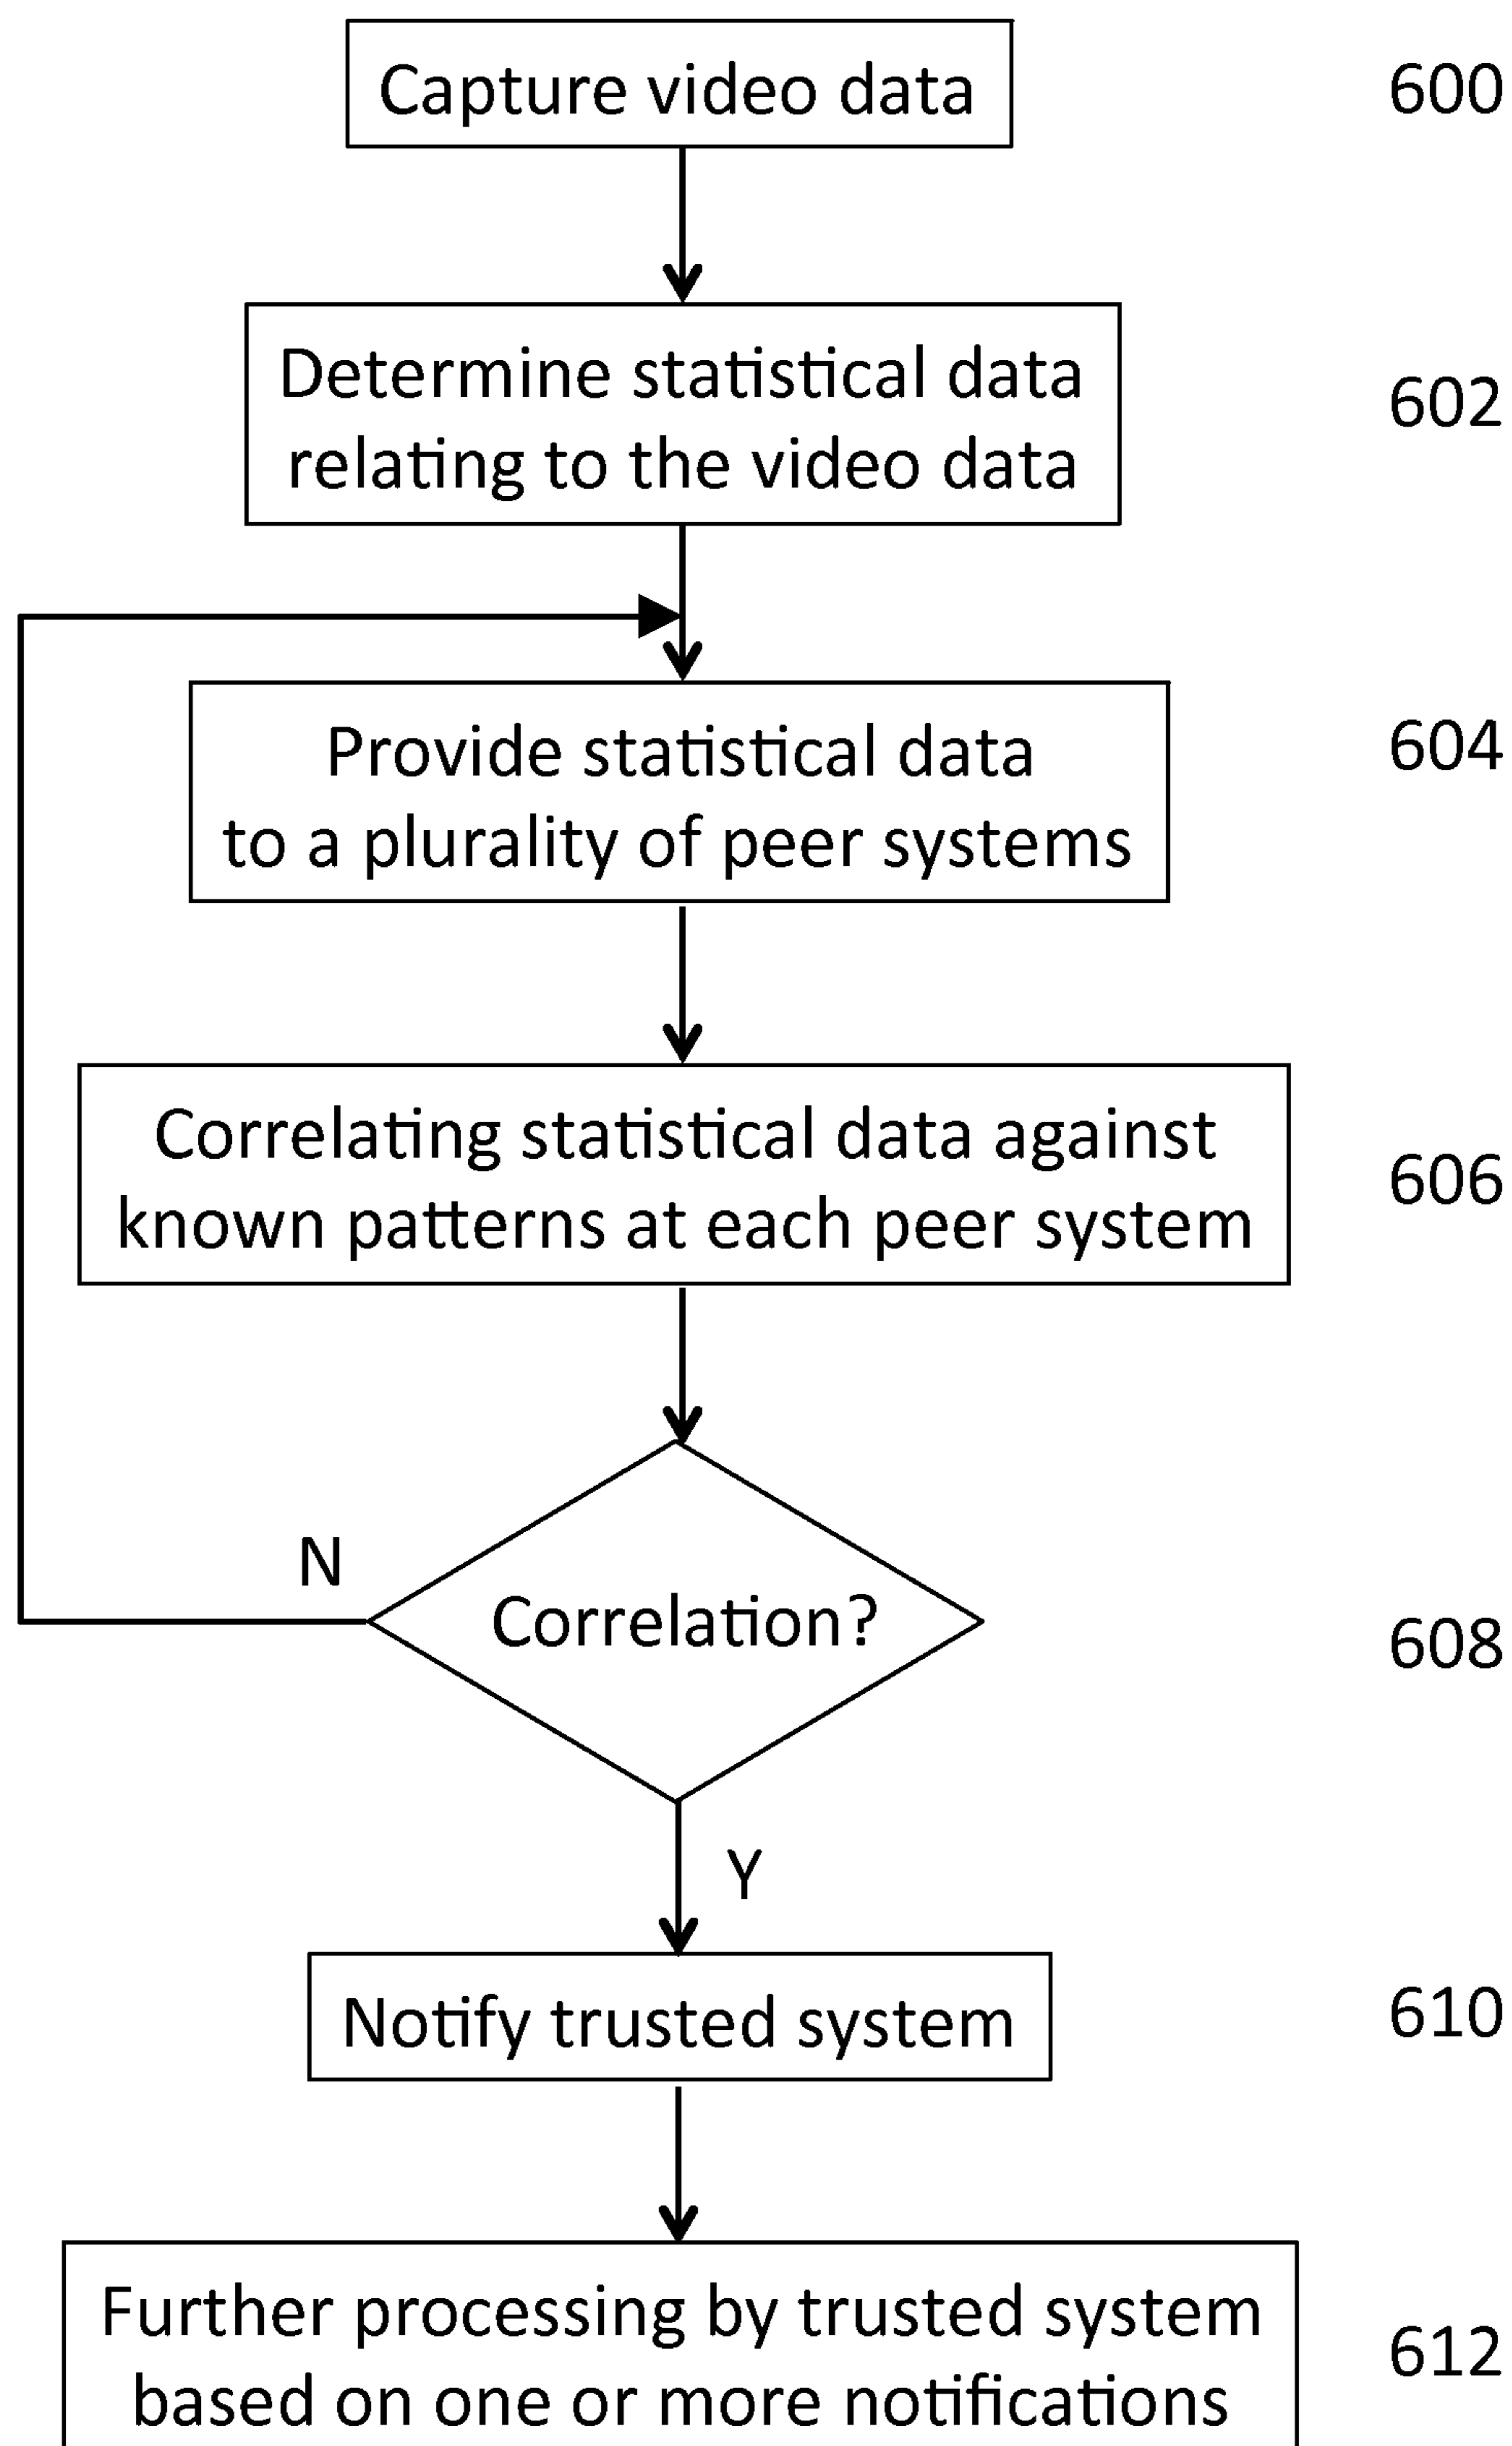 Capture video data
600
Determine statistical data
relating to the video data
602
Provide statistical data
to a plurality of peer systems
604
Correlating statistical data against
known patterns at each peer system
606
N
Correlation?
608
Y
Notify trusted system
610
Further processing by trusted system
based on one or more notifications
612